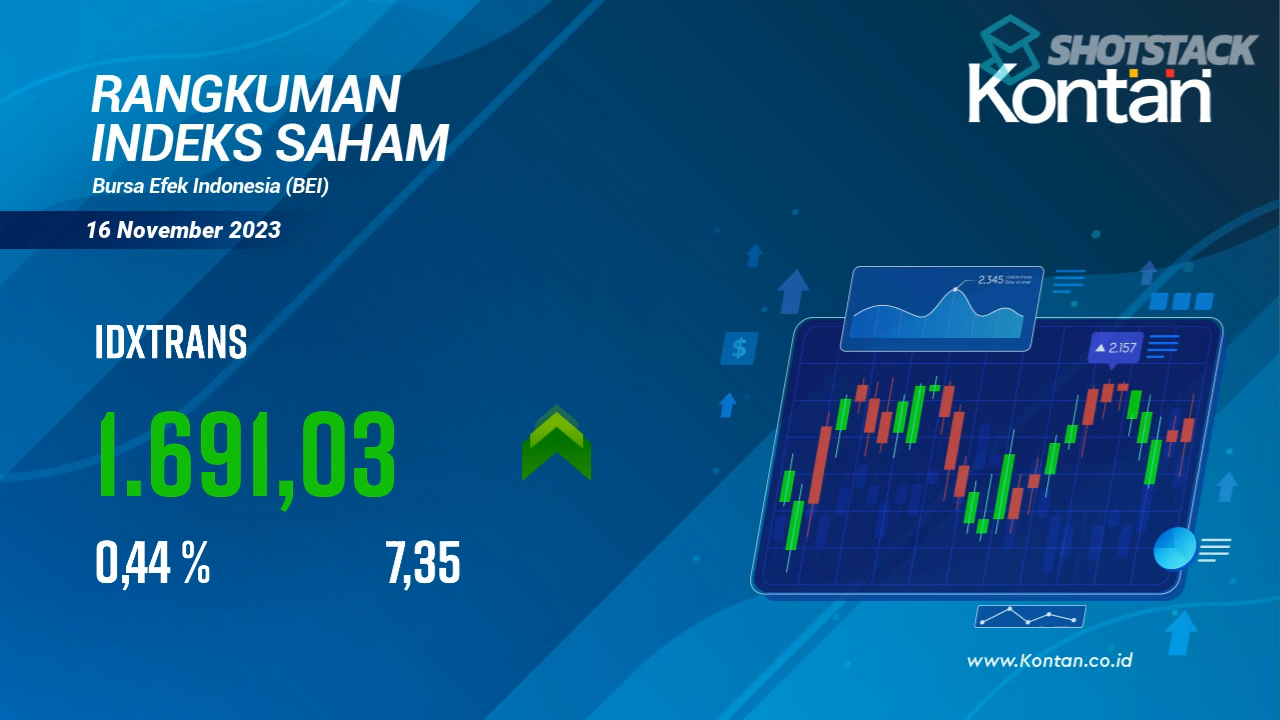 SHOTSTACK
Kontan
RANGKUMAN
INDEKS SAHAM
Bursa Efek Indonesia (BEI)
16 November 2023
IDXTRANS
1.691,03
0,44 %
7,35
2.345
$
2.157
www.Kontan.co.id